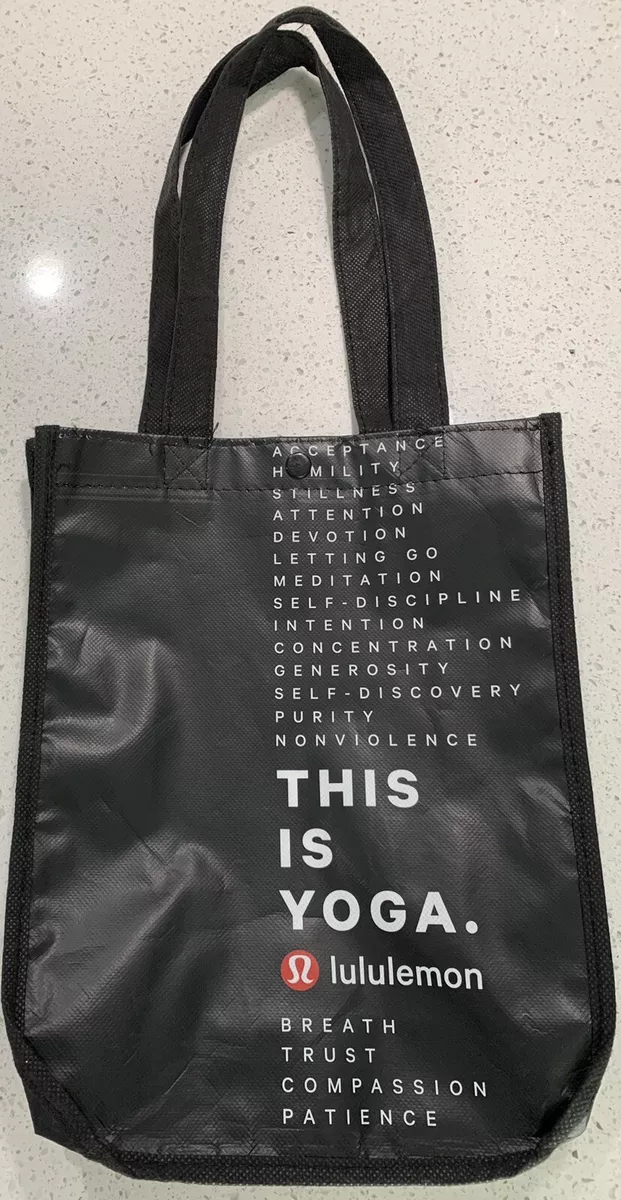 ACCEPTANCE
HUMILITY
STILLNESS
ATTENTION
DEVOTION
LETTING GO
MEDITATION
SELF-DISCIPLINE
INTENTION
CONCENTRATION
GENEROSITY
SELF-DISCOVERY
PURITY
NONVIOLENCE
THIS
IS
YOGA.
lululemon
BREATH
TRUST
COMPASSION
PATIENCE